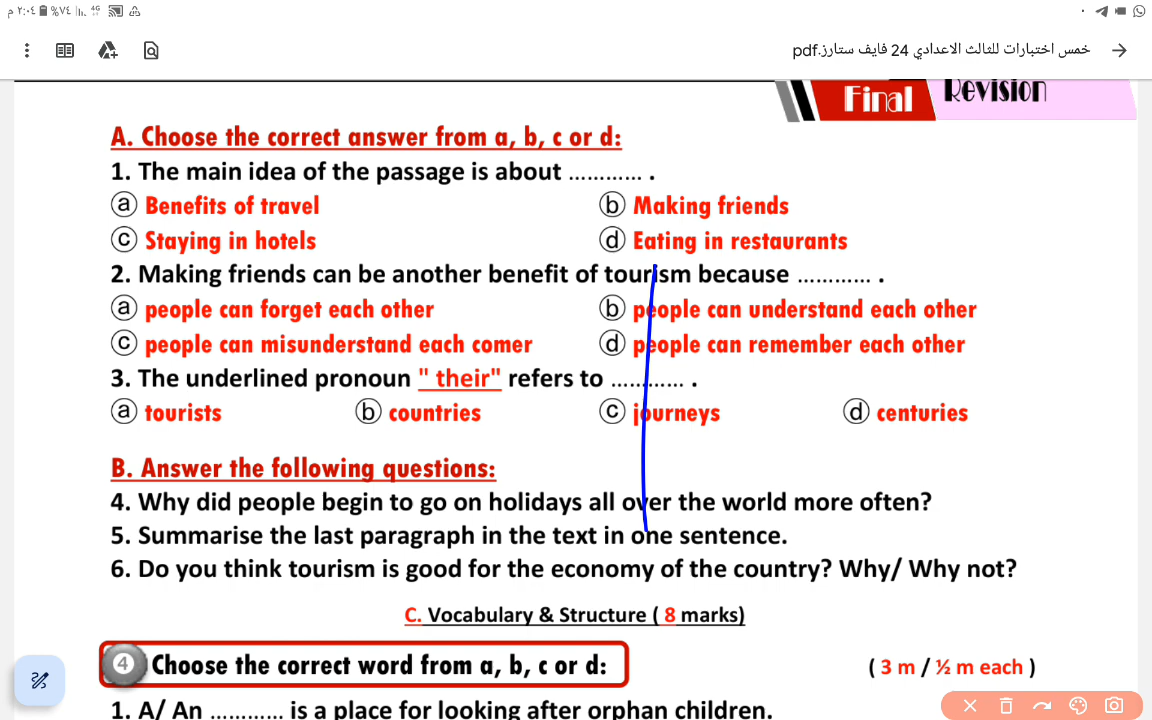 م ٢:٠٤ %٧٤ 4G
خمس اختبارات للثالث الاعدادي 24 فايف ستارز.pdf
Final Revision
A. Choose the correct answer from a, b, c or d:
1. The main idea of the passage is about ............ .
ⓐ Benefits of travel ⓑ Making friends
ⓒ Staying in hotels ⓓ Eating in restaurants
2. Making friends can be another benefit of tourism because ............ .
ⓐ people can forget each other ⓑ people can understand each other
ⓒ people can misunderstand each comer ⓓ people can remember each other
3. The underlined pronoun " their" refers to ............ .
ⓐ tourists ⓑ countries ⓒ journeys ⓓ centuries
B. Answer the following questions:
4. Why did people begin to go on holidays all over the world more often?
5. Summarise the last paragraph in the text in one sentence.
6. Do you think tourism is good for the economy of the country? Why/ Why not?
C. Vocabulary & Structure ( 8 marks)
4 Choose the correct word from a, b, c or d: ( 3 m / ½ m each )
1. A/ An ............ is a place for looking after orphan children.